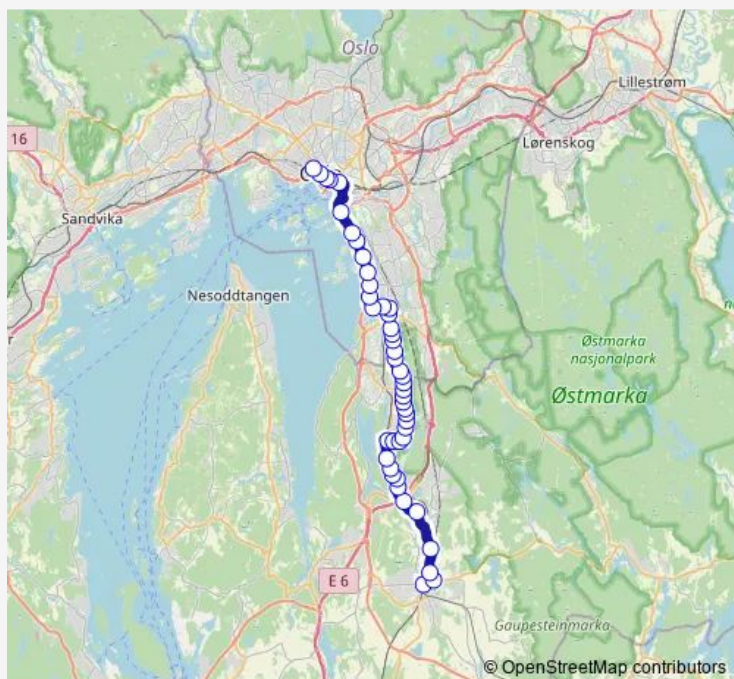 Oslo
Lillestrøm
16
Lørenskog
Sandvika
Nesoddtangen
Østmarka
nasjonalpark
Østmarka
E 6
Gaupesteinmarka
© OpenStreetMap contributors